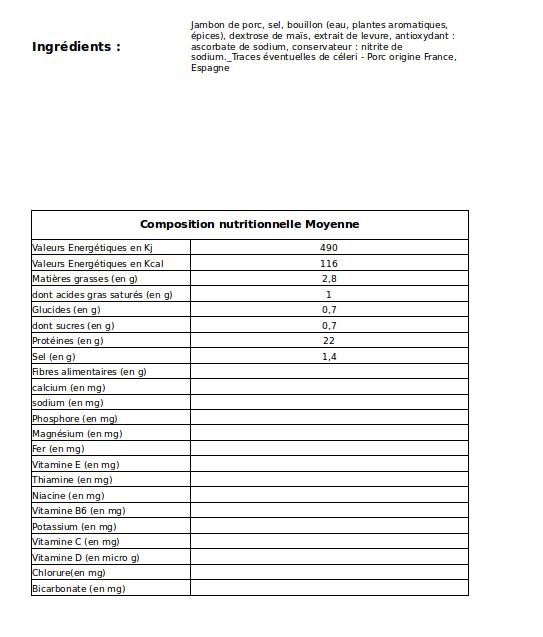 Ingrédients :
Jambon de porc, sel, bouillon (eau, plantes aromatiques,
épices), dextrose de maïs, extrait de levure, antioxydant :
ascorbate de sodium, conservateur : nitrite de
sodium._Traces éventuelles de céleri - Porc origine France,
Espagne
Composition nutritionnelle Moyenne
Valeurs Energétiques en Kj 490
Valeurs Energétiques en Kcal 116
Matières grasses (en g) 2,8
dont acides gras saturés (en g) 1
Glucides (en g) 0,7
dont sucres (en g) 0,7
Protéines (en g) 22
Sel (en g) 1,4
Fibres alimentaires (en g)
calcium (en mg)
sodium (en mg)
Phosphore (en mg)
Magnésium (en mg)
Fer (en mg)
Vitamine E (en mg)
Thiamine (en mg)
Niacine (en mg)
Vitamine B6 (en mg)
Potassium (en mg)
Vitamine C (en mg)
Vitamine D (en micro g)
Chlorure(en mg)
Bicarbonate (en mg)